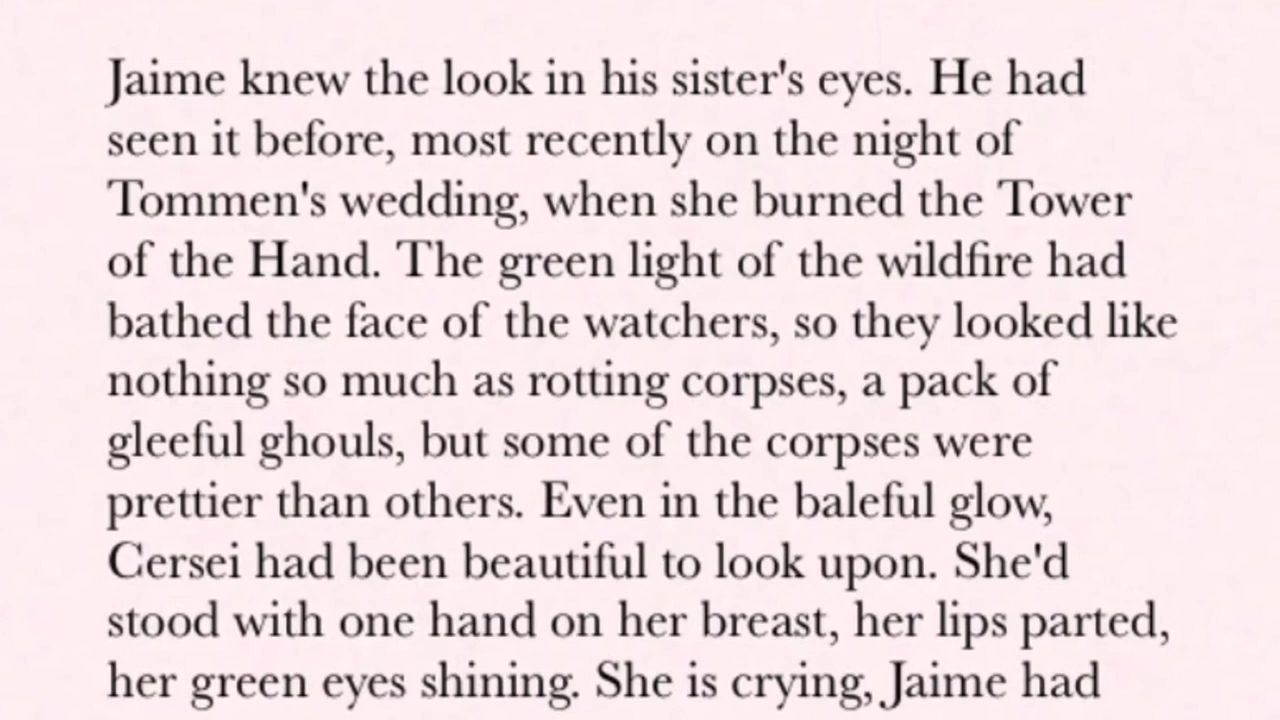 Jaime knew the look in his sister's eyes. He had
seen it before, most recently on the night of
Tommen's wedding, when she burned the Tower
of the Hand. The green light of the wildfire had
bathed the face of the watchers, so they looked like
nothing so much as rotting corpses, a pack of
gleeful ghouls, but some of the corpses were
prettier than others. Even in the baleful glow,
Cersei had been beautiful to look upon. She'd
stood with one hand on her breast, her lips parted,
her green eyes shining. She is crying, Jaime had